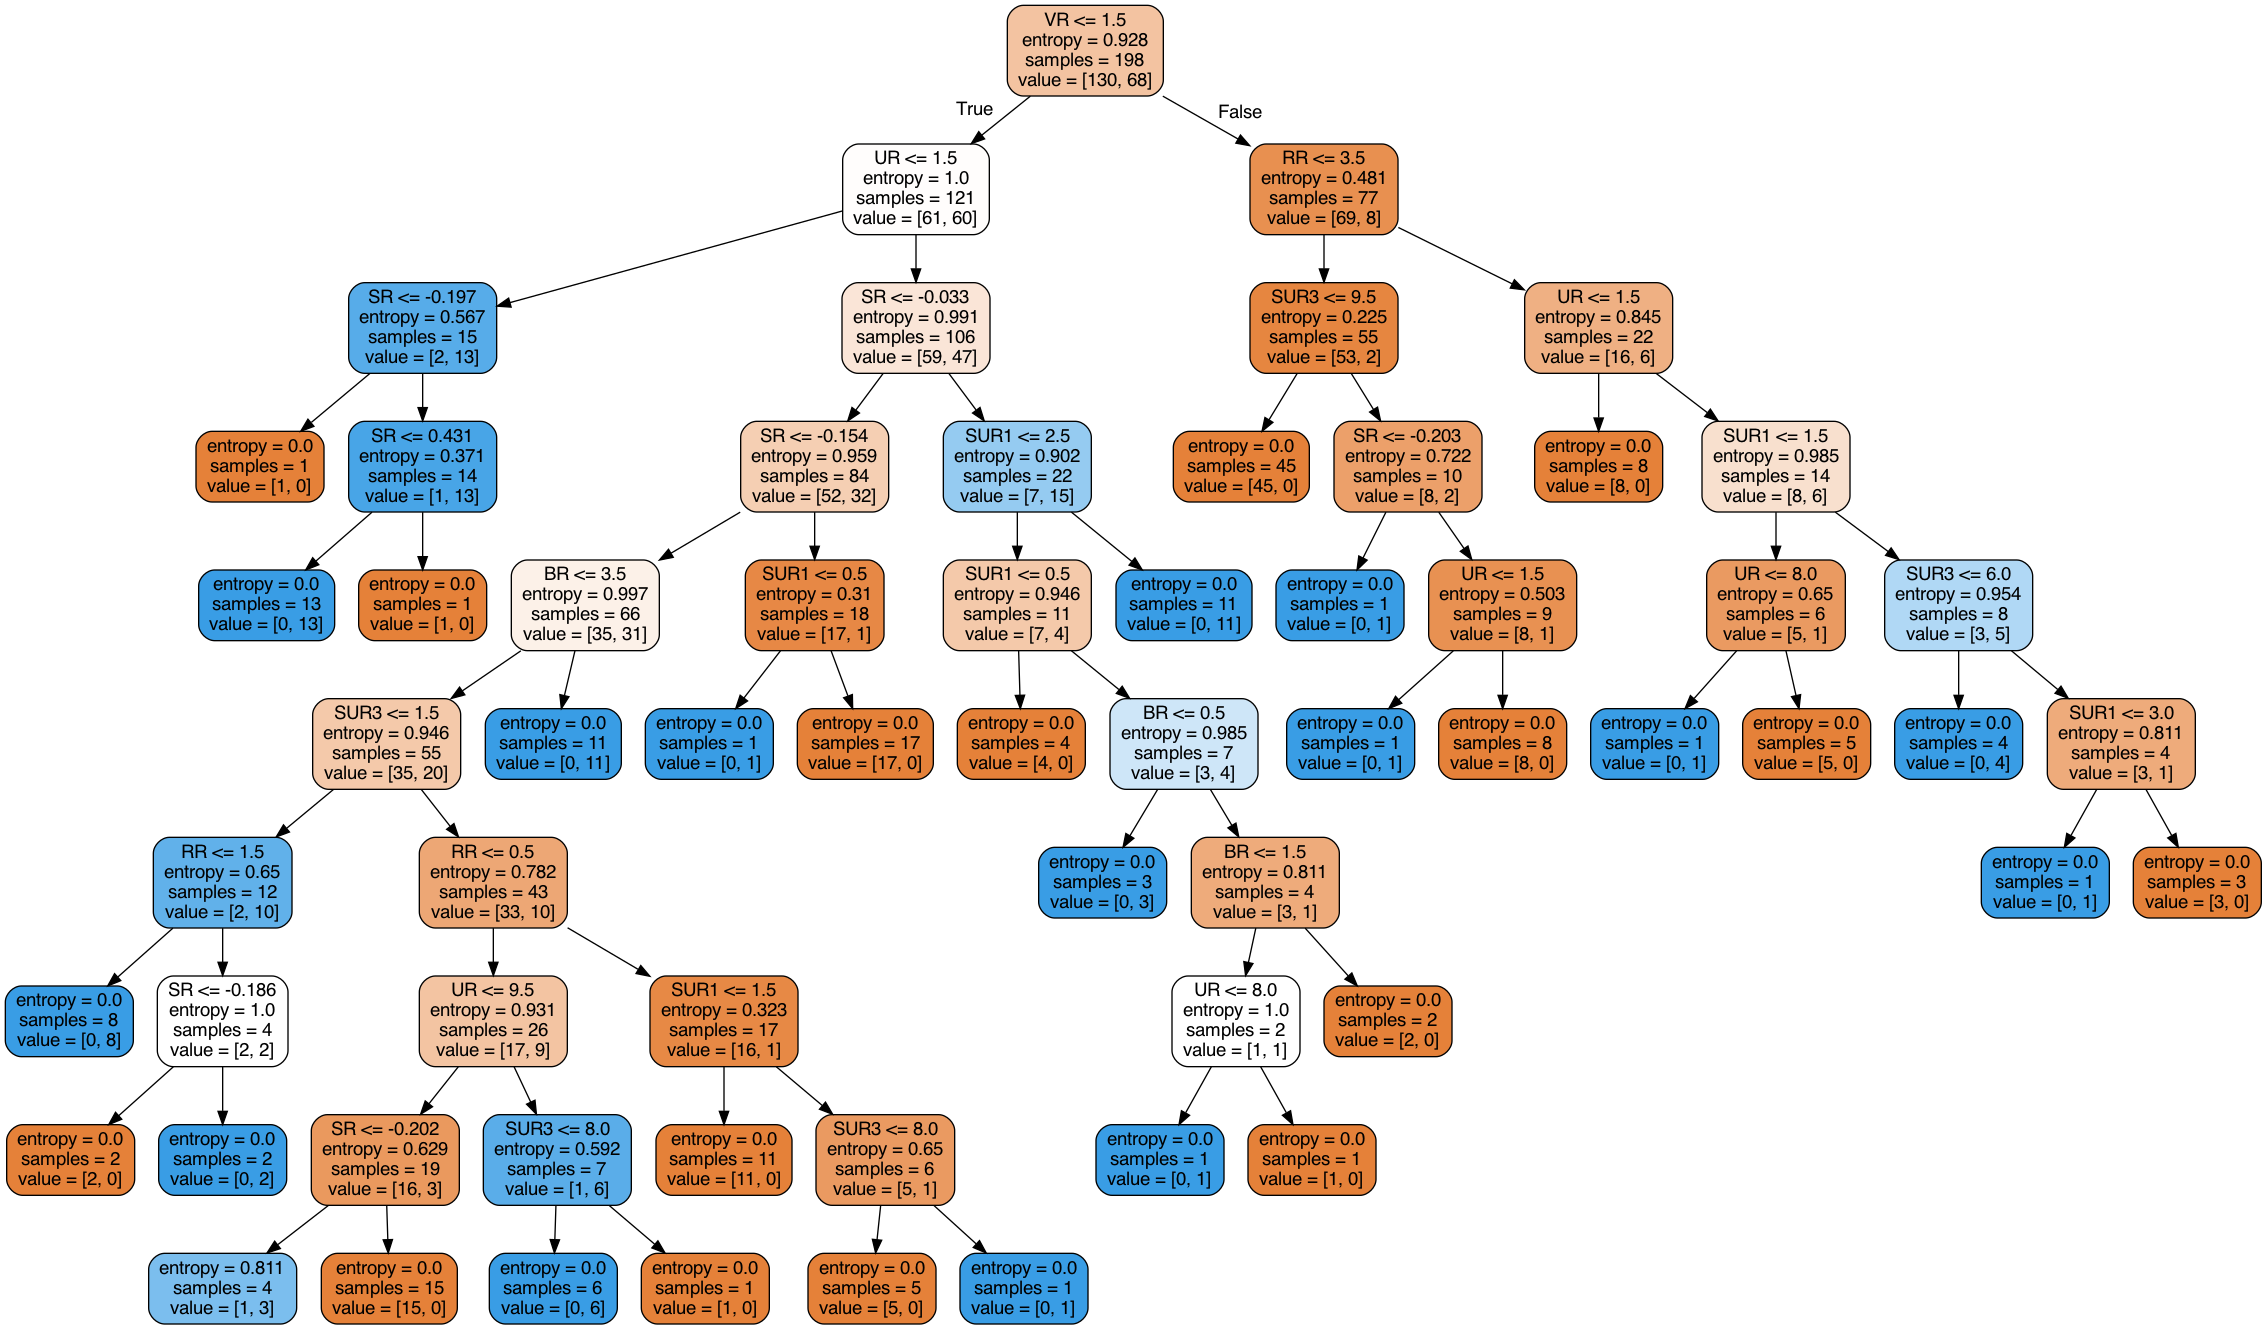 VR <= 1.5
entropy = 0.928
samples = 198
value = [130, 68]
True
False
UR <= 1.5
entropy = 1.0
samples = 121
value = [61, 60]
RR <= 3.5
entropy = 0.481
samples = 77
value = [69, 8]
SR <= -0.197
entropy = 0.567
samples = 15
value = [2, 13]
SR <= -0.033
entropy = 0.991
samples = 106
value = [59, 47]
SUR3 <= 9.5
entropy = 0.225
samples = 55
value = [53, 2]
UR <= 1.5
entropy = 0.845
samples = 22
value = [16, 6]
entropy = 0.0
samples = 1
value = [1, 0]
SR <= 0.431
entropy = 0.371
samples = 14
value = [1, 13]
SR <= -0.154
entropy = 0.959
samples = 84
value = [52, 32]
SUR1 <= 2.5
entropy = 0.902
samples = 22
value = [7, 15]
entropy = 0.0
samples = 45
value = [45, 0]
SR <= -0.203
entropy = 0.722
samples = 10
value = [8, 2]
entropy = 0.0
samples = 8
value = [8, 0]
SUR1 <= 1.5
entropy = 0.985
samples = 14
value = [8, 6]
entropy = 0.0
samples = 13
value = [0, 13]
entropy = 0.0
samples = 1
value = [1, 0]
BR <= 3.5
entropy = 0.997
samples = 66
value = [35, 31]
SUR1 <= 0.5
entropy = 0.31
samples = 18
value = [17, 1]
SUR1 <= 0.5
entropy = 0.946
samples = 11
value = [7, 4]
entropy = 0.0
samples = 11
value = [0, 11]
entropy = 0.0
samples = 1
value = [0, 1]
UR <= 1.5
entropy = 0.503
samples = 9
value = [8, 1]
UR <= 8.0
entropy = 0.65
samples = 6
value = [5, 1]
SUR3 <= 6.0
entropy = 0.954
samples = 8
value = [3, 5]
SUR3 <= 1.5
entropy = 0.946
samples = 55
value = [35, 20]
entropy = 0.0
samples = 11
value = [0, 11]
entropy = 0.0
samples = 1
value = [0, 1]
entropy = 0.0
samples = 17
value = [17, 0]
entropy = 0.0
samples = 4
value = [4, 0]
BR <= 0.5
entropy = 0.985
samples = 7
value = [3, 4]
entropy = 0.0
samples = 1
value = [0, 1]
entropy = 0.0
samples = 8
value = [8, 0]
entropy = 0.0
samples = 1
value = [0, 1]
entropy = 0.0
samples = 5
value = [5, 0]
entropy = 0.0
samples = 4
value = [0, 4]
SUR1 <= 3.0
entropy = 0.811
samples = 4
value = [3, 1]
RR <= 1.5
entropy = 0.65
samples = 12
value = [2, 10]
RR <= 0.5
entropy = 0.782
samples = 43
value = [33, 10]
entropy = 0.0
samples = 3
value = [0, 3]
BR <= 1.5
entropy = 0.811
samples = 4
value = [3, 1]
entropy = 0.0
samples = 1
value = [0, 1]
entropy = 0.0
samples = 3
value = [3, 0]
entropy = 0.0
samples = 8
value = [0, 8]
SR <= -0.186
entropy = 1.0
samples = 4
value = [2, 2]
UR <= 9.5
entropy = 0.931
samples = 26
value = [17, 9]
SUR1 <= 1.5
entropy = 0.323
samples = 17
value = [16, 1]
UR <= 8.0
entropy = 1.0
samples = 2
value = [1, 1]
entropy = 0.0
samples = 2
value = [2, 0]
entropy = 0.0
samples = 2
value = [2, 0]
entropy = 0.0
samples = 2
value = [0, 2]
SR <= -0.202
entropy = 0.629
samples = 19
value = [16, 3]
SUR3 <= 8.0
entropy = 0.592
samples = 7
value = [1, 6]
entropy = 0.0
samples = 11
value = [11, 0]
SUR3 <= 8.0
entropy = 0.65
samples = 6
value = [5, 1]
entropy = 0.0
samples = 1
value = [0, 1]
entropy = 0.0
samples = 1
value = [1, 0]
entropy = 0.811
samples = 4
value = [1, 3]
entropy = 0.0
samples = 15
value = [15, 0]
entropy = 0.0
samples = 6
value = [0, 6]
entropy = 0.0
samples = 1
value = [1, 0]
entropy = 0.0
samples = 5
value = [5, 0]
entropy = 0.0
samples = 1
value = [0, 1]